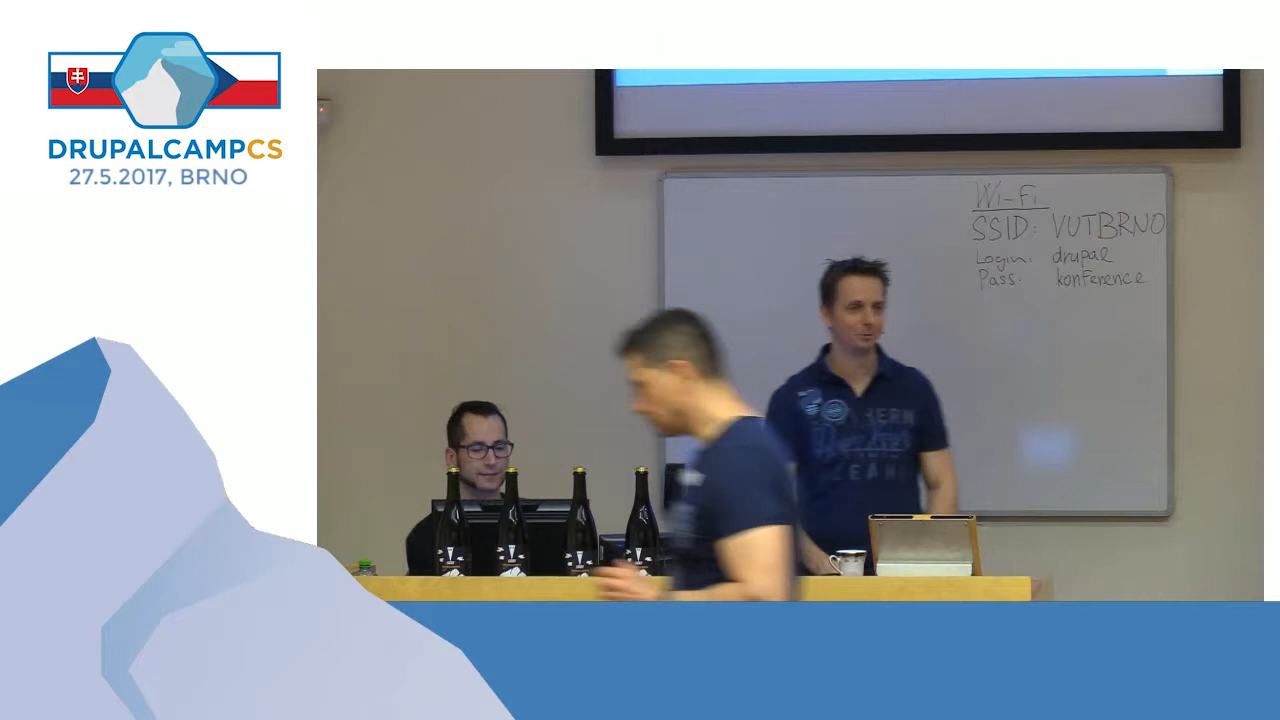 DRUPALCAMPCS
27.5.2017, BRNO
Wi-Fi
SSID: VUTBRNO
Login: drupal
Pass: konference